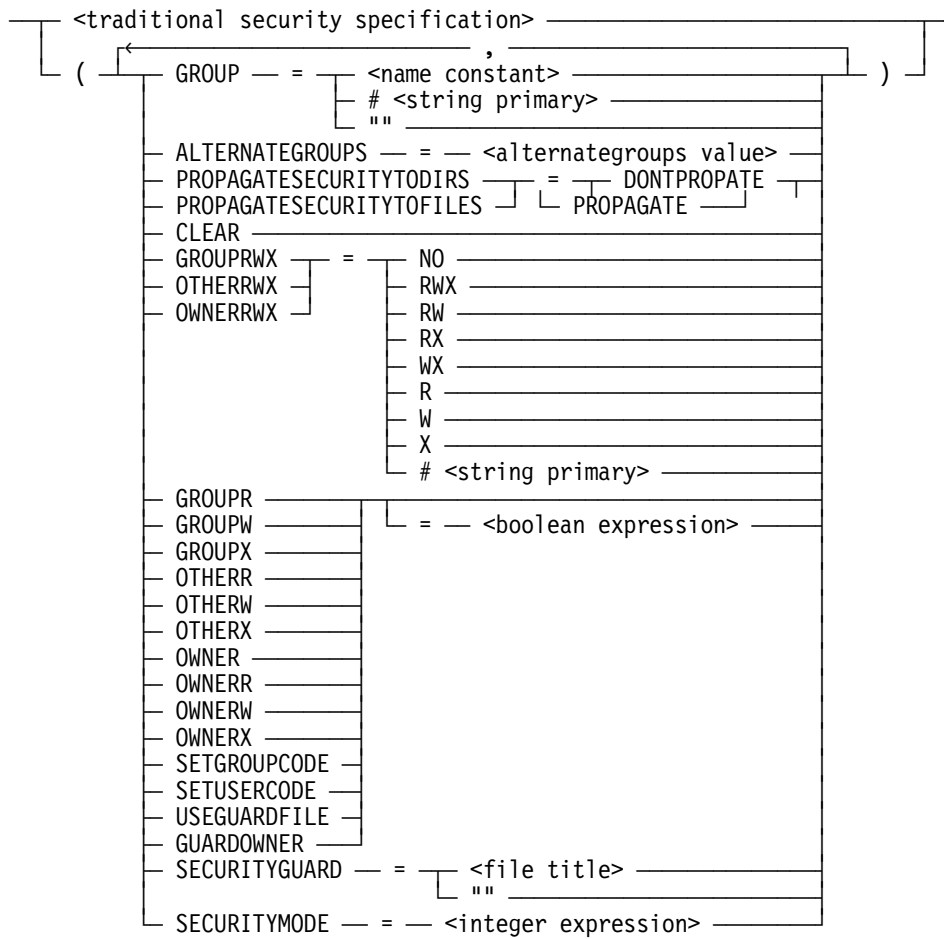 <traditional security specification>
,
( GROUP = <name constant> )
# <string primary>
""
ALTERNATEGROUPS = <alternategroups value>
PROPAGATESECURITYTODIRS = DONTPROPATE
PROPAGATESECURITYTOFILES PROPAGATE
CLEAR
GROUPRWX = NO
OTHERRWX RWX
OWNERRWX RW
RX
WX
R
W
X
# <string primary>
GROUPR
GROUPW = <boolean expression>
GROUPX
OTHERR
OTHERW
OTHERX
OWNER
OWNERR
OWNERW
OWNERX
SETGROUPCODE
SETUSERCODE
USEGUARDFILE
GUARDOWNER
SECURITYGUARD = <file title>
""
SECURITYMODE = <integer expression>